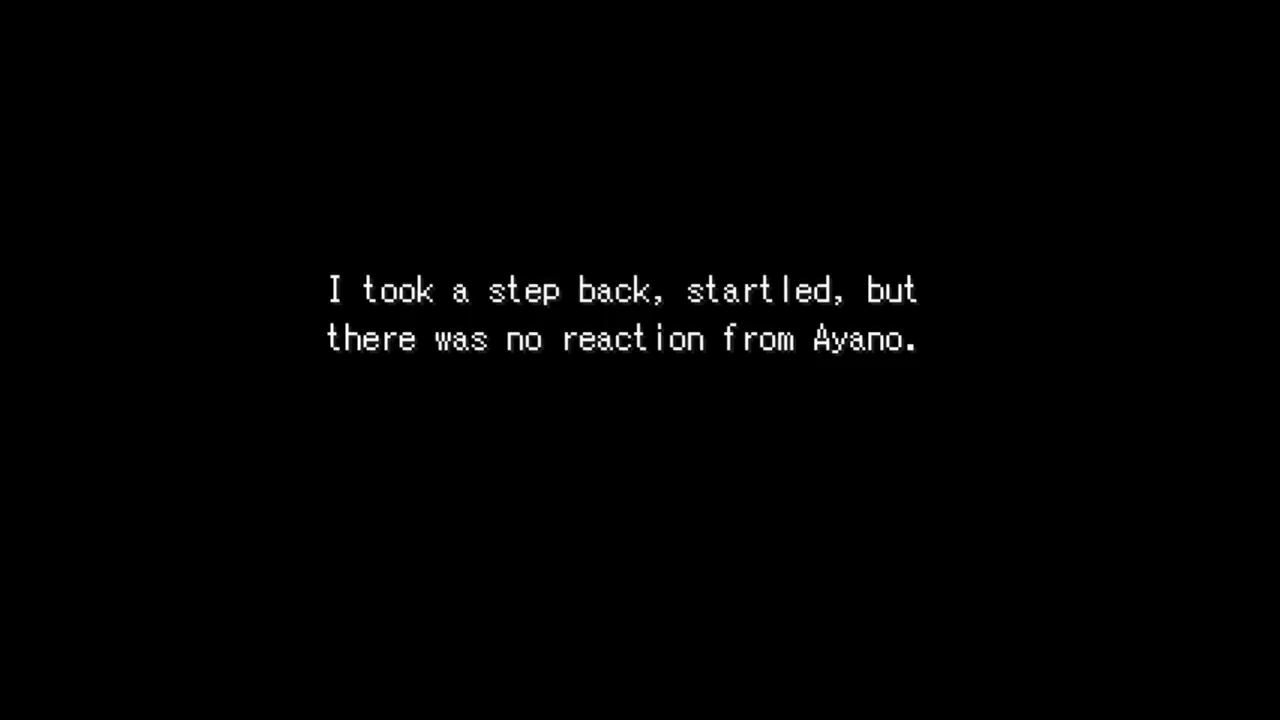 I took a step back, startled, but
there was no reaction from Ayano.